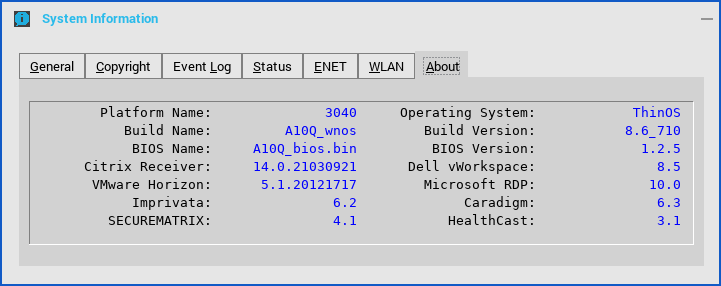 System Information
General Copyright Event Log Status ENET WLAN About
Platform Name: 3040 Operating System: ThinOS
Build Name: A10Q_wnos Build Version: 8.6_710
BIOS Name: A10Q_bios.bin BIOS Version: 1.2.5
Citrix Receiver: 14.0.21030921 Dell vWorkspace: 8.5
VMware Horizon: 5.1.20121717 Microsoft RDP: 10.0
Imprivata: 6.2 Caradigm: 6.3
SECUREMATRIX: 4.1 HealthCast: 3.1